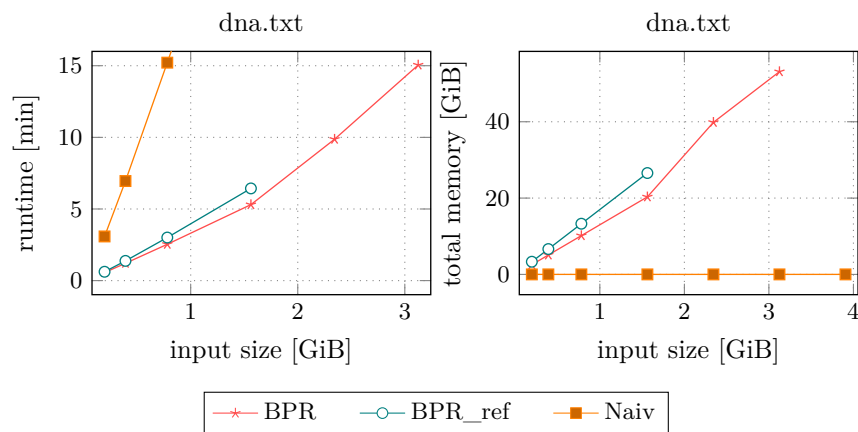 dna.txt
15
10
5
0
runtime [min]
1
2
3
input size [GiB]
dna.txt
40
20
0
total memory [GiB]
1
2
3
4
input size [GiB]
BPR
BPR_ref
Naiv